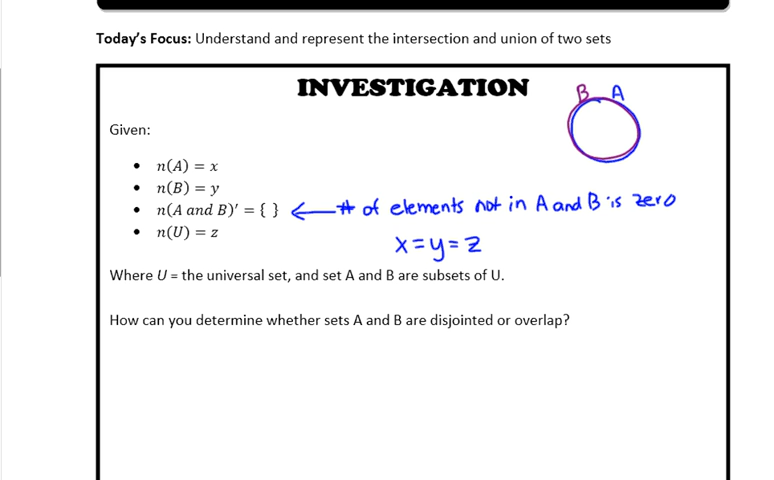 Today's Focus: Understand and represent the intersection and union of two sets
INVESTIGATION
B A
Given:
• n(A) = x
• n(B) = y
• n(A and B)′ = { } ← # of elements not in A and B is zero
• n(U) = z
x = y = z
Where U = the universal set, and set A and B are subsets of U.
How can you determine whether sets A and B are disjointed or overlap?